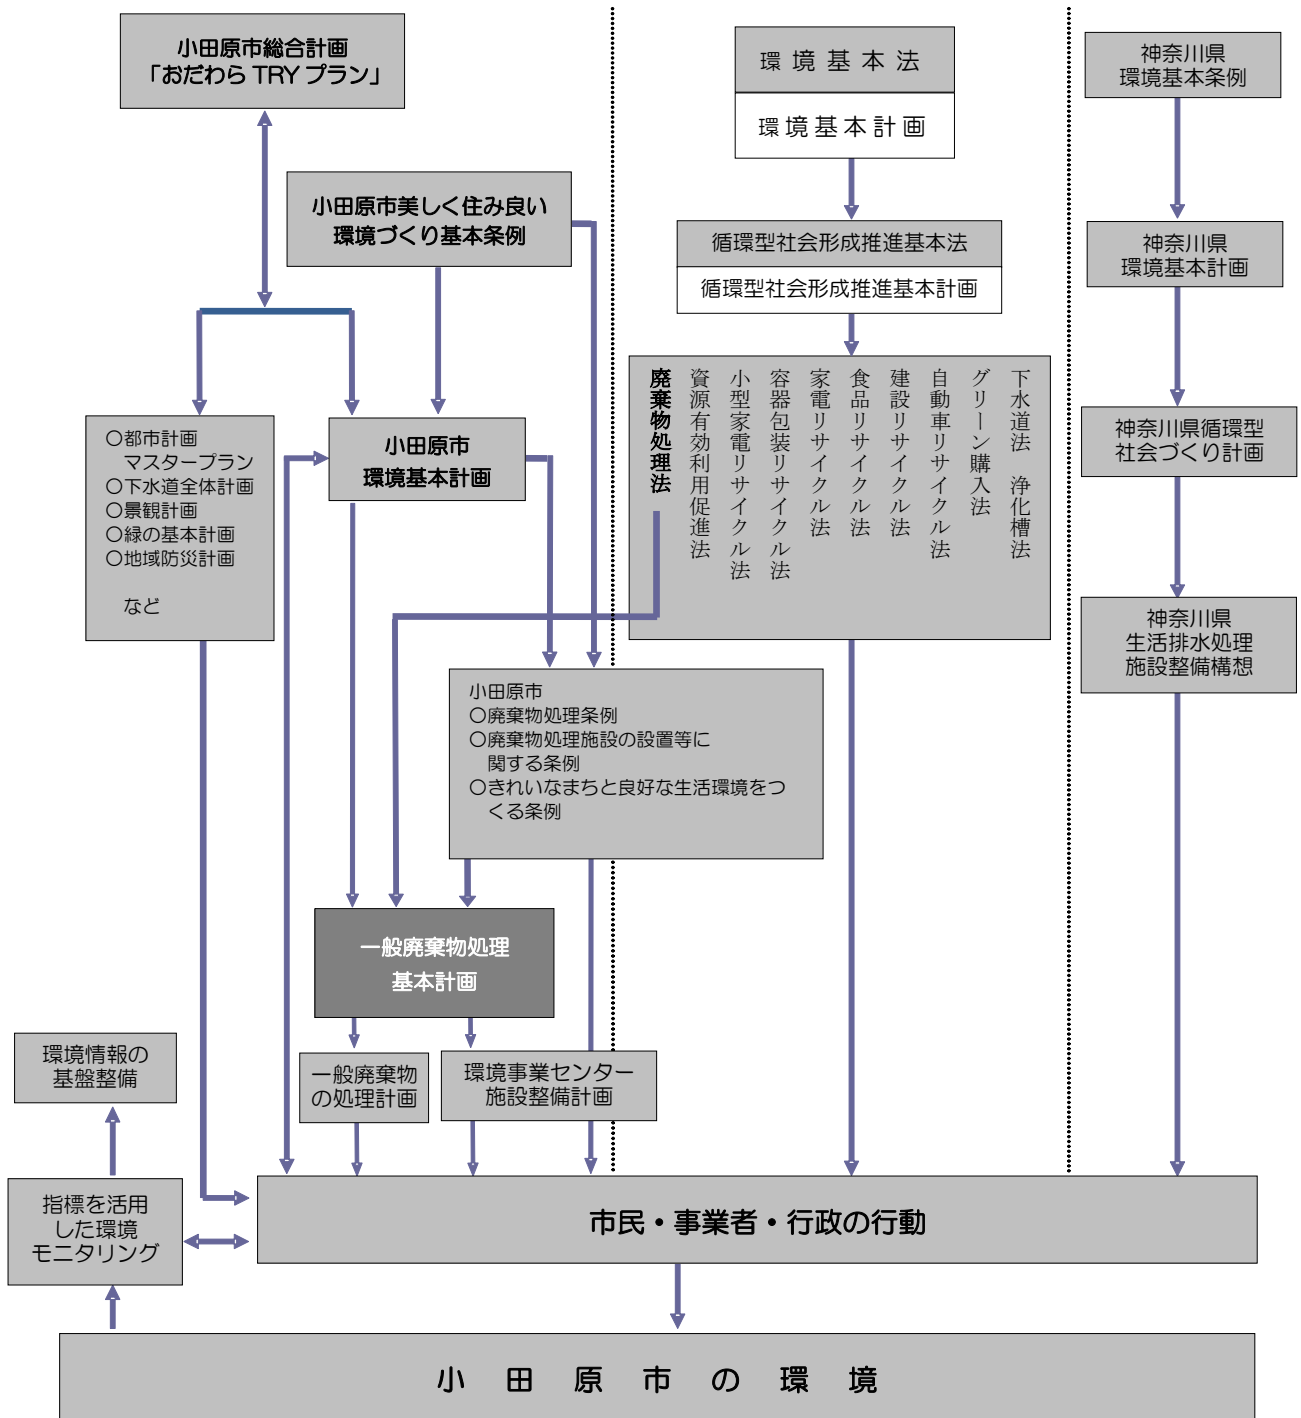 小田原市総合計画
「おだわら TRY プラン」
小田原市美しく住み良い
環境づくり基本条例
○都市計画
マスタープラン
○下水道全体計画
○景観計画
○緑の基本計画
○地域防災計画
など
小田原市
環境基本計画
環境基本法
環境基本計画
循環型社会形成推進基本法
循環型社会形成推進基本計画
廃棄物処理法
資源有効利用促進法
小型家電リサイクル法
容器包装リサイクル法
家電リサイクル法
食品リサイクル法
建設リサイクル法
自動車リサイクル法
グリーン購入法
下水道法　浄化槽法
神奈川県
環境基本条例
神奈川県
環境基本計画
神奈川県循環型
社会づくり計画
神奈川県
生活排水処理
施設整備構想
小田原市
○廃棄物処理条例
○廃棄物処理施設の設置等に
関する条例
○きれいなまちと良好な生活環境をつ
くる条例
一般廃棄物処理
基本計画
一般廃棄物
の処理計画
環境事業センター
施設整備計画
環境情報の
基盤整備
指標を活用
した環境
モニタリング
市民・事業者・行政の行動
小田原市の環境